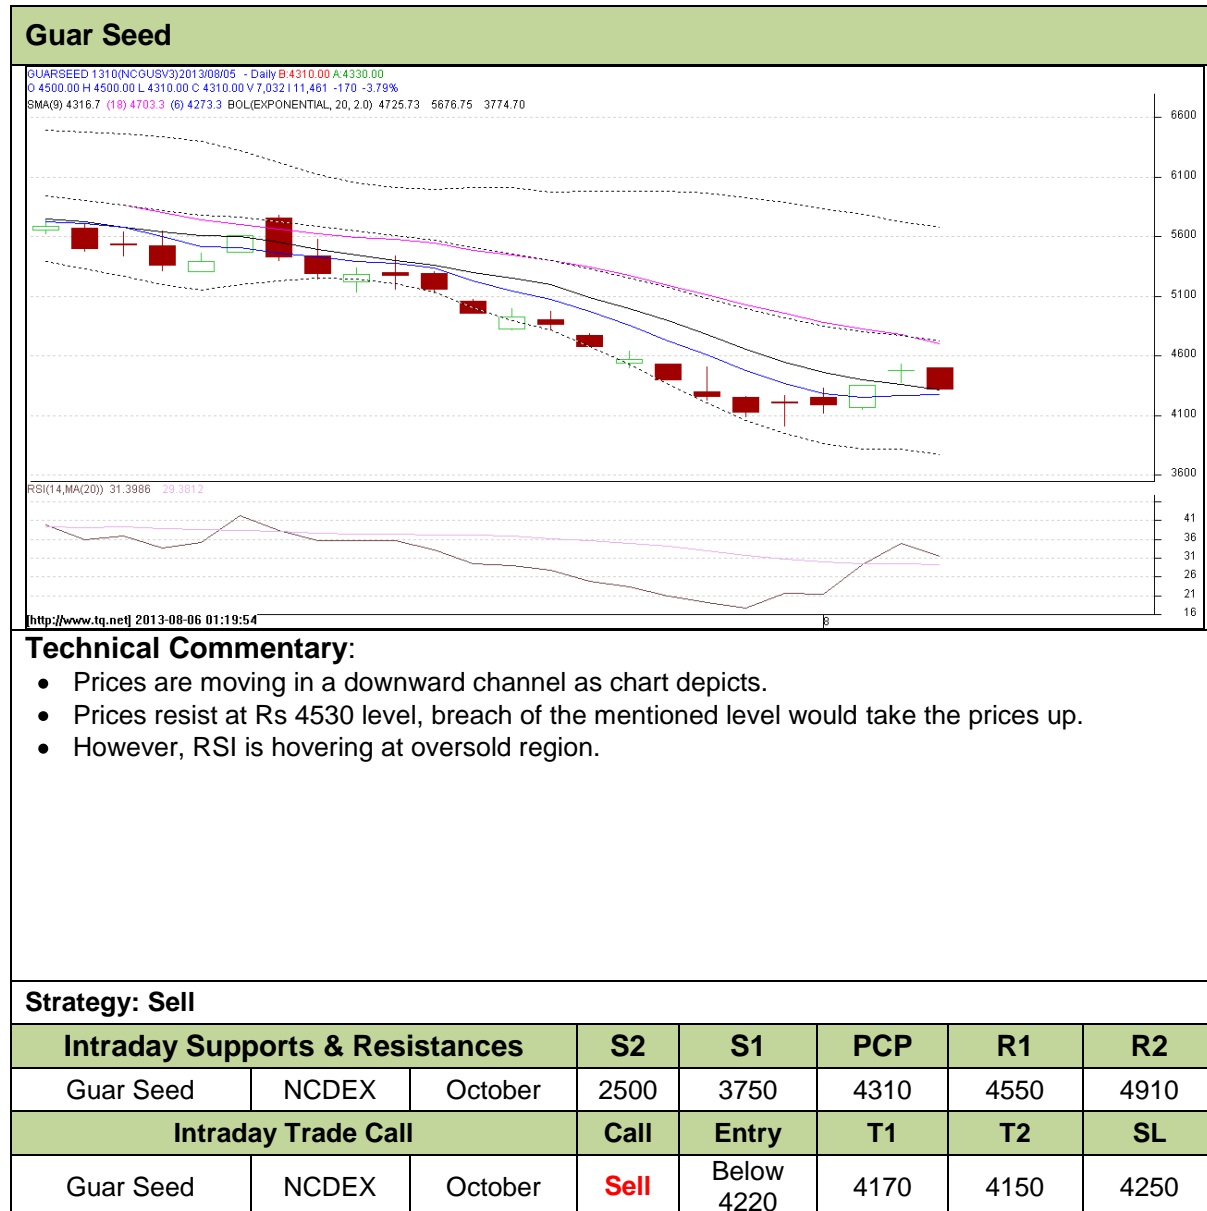 Guar Seed
GUARSEED 1310(NCGUSV3)2013/08/05 - Daily B:4310.00 A:4330.00
O 4500.00 H 4500.00 L 4310.00 C 4310.00 V 7,032 I 11,461 -170 -3.79%
SMA(9) 4316.7 (18) 4703.3 (6) 4273.3 BOL(EXPONENTIAL, 20, 2.0) 4725.73 5676.75 3774.70
6600
6100
5600
5100
4600
4100
3600
RSI(14,MA(20)) 31.3986 29.3812
41
36
31
26
21
16
[http://www.tq.net] 2013-08-06 01:19:54
8
Technical Commentary:
• Prices are moving in a downward channel as chart depicts.
• Prices resist at Rs 4530 level, breach of the mentioned level would take the prices up.
• However, RSI is hovering at oversold region.
Strategy: Sell
Intraday Supports & Resistances S2 S1 PCP R1 R2
Guar Seed NCDEX October 2500 3750 4310 4550 4910
Intraday Trade Call Call Entry T1 T2 SL
Guar Seed NCDEX October Sell Below 4220 4170 4150 4250